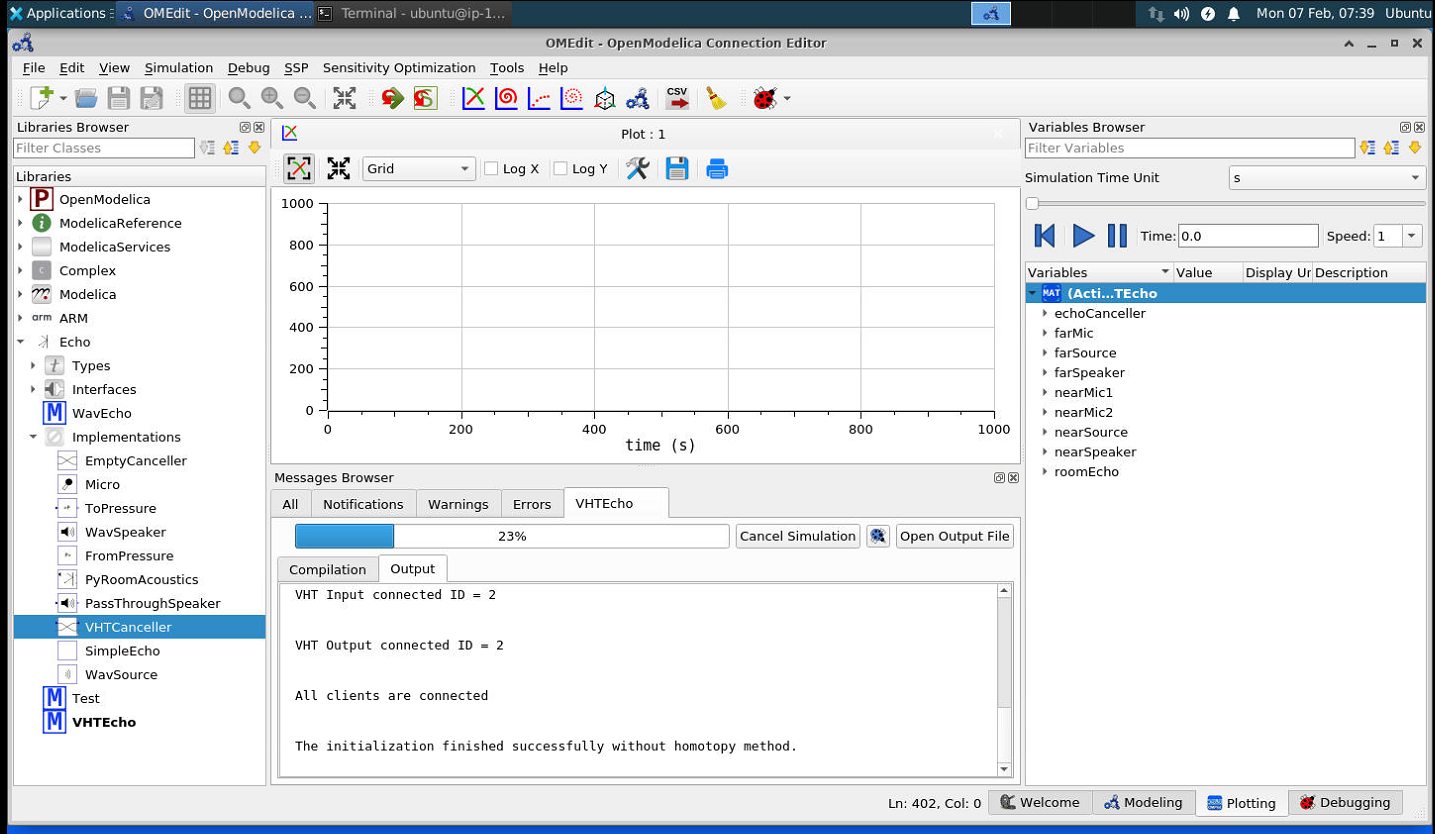 Applications
OMEdit - OpenModelica ...
Terminal - ubuntu@ip-1...
Mon 07 Feb, 07:39 Ubuntu
OMEdit - OpenModelica Connection Editor
File Edit View Simulation Debug SSP Sensitivity Optimization Tools Help
CSV
Libraries Browser
Filter Classes
Libraries
P OpenModelica
i ModelicaReference
ModelicaServices
C Complex
Modelica
arm ARM
Echo
t Types
Interfaces
M WavEcho
Implementations
EmptyCanceller
Micro
ToPressure
WavSpeaker
FromPressure
PyRoomAcoustics
PassThroughSpeaker
VHTCanceller
SimpleEcho
WavSource
M Test
M VHTEcho
Plot : 1
Grid Log X Log Y
1000
800
600
400
200
0
0 200 400 600 800 1000
time (s)
Messages Browser
All Notifications Warnings Errors VHTEcho
23% Cancel Simulation Open Output File
Compilation Output
VHT Input connected ID = 2
VHT Output connected ID = 2
All clients are connected
The initialization finished successfully without homotopy method.
Variables Browser
Filter Variables
Simulation Time Unit s
Time: 0.0 Speed: 1
Variables Value Display Ur Description
MAT (Acti...TEcho
echoCanceller
farMic
farSource
farSpeaker
nearMic1
nearMic2
nearSource
nearSpeaker
roomEcho
Ln: 402, Col: 0 Welcome Modeling Plotting Debugging